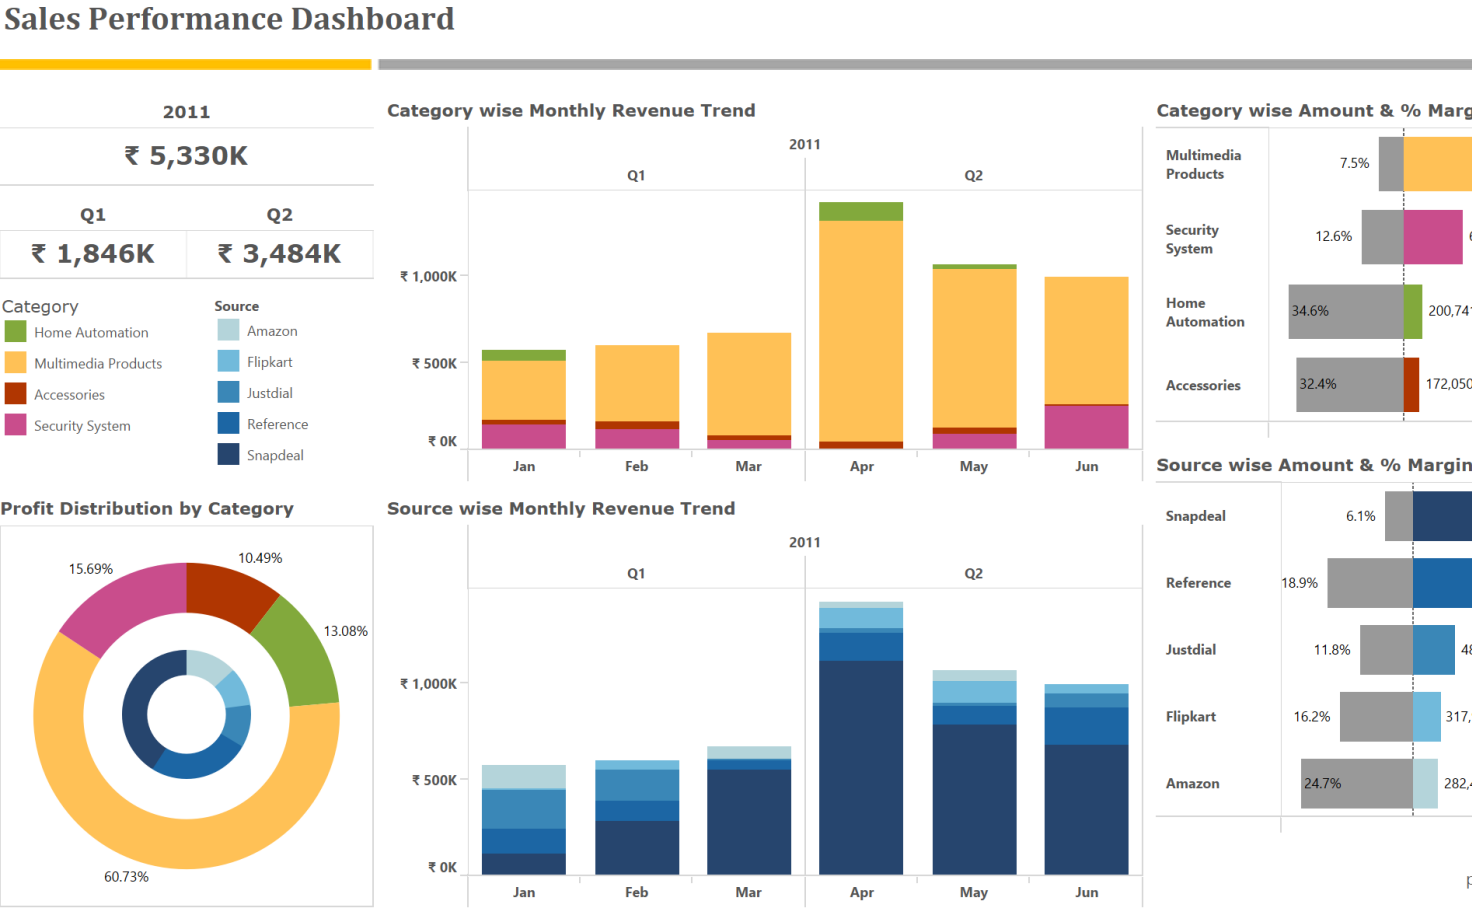 Sales Performance Dashboard
2011
₹ 5,330K
Q1 Q2
₹ 1,846K ₹ 3,484K
Category
Home Automation
Multimedia Products
Accessories
Security System
Source
Amazon
Flipkart
Justdial
Reference
Snapdeal
Profit Distribution by Category
15.69%
10.49%
13.08%
60.73%
Category wise Monthly Revenue Trend
2011
Q1 Q2
₹ 1,000K
₹ 500K
₹ 0K
Jan Feb Mar Apr May Jun
Source wise Monthly Revenue Trend
2011
Q1 Q2
₹ 1,000K
₹ 500K
₹ 0K
Jan Feb Mar Apr May Jun
Category wise Amount & %
Multimedia
Products
7.5%
Security
System
12.6%
Home
Automation
34.6% 200,741
Accessories 32.4% 172,050
Source wise Amount & % Margin
Snapdeal 6.1%
Reference 18.9%
Justdial 11.8%
Flipkart 16.2% 317,
Amazon 24.7% 282,